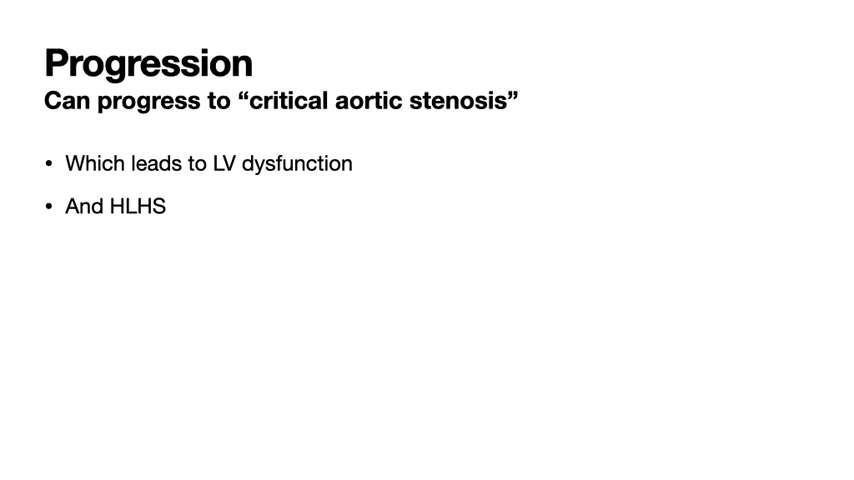 Progression
Can progress to “critical aortic stenosis”
• Which leads to LV dysfunction
• And HLHS